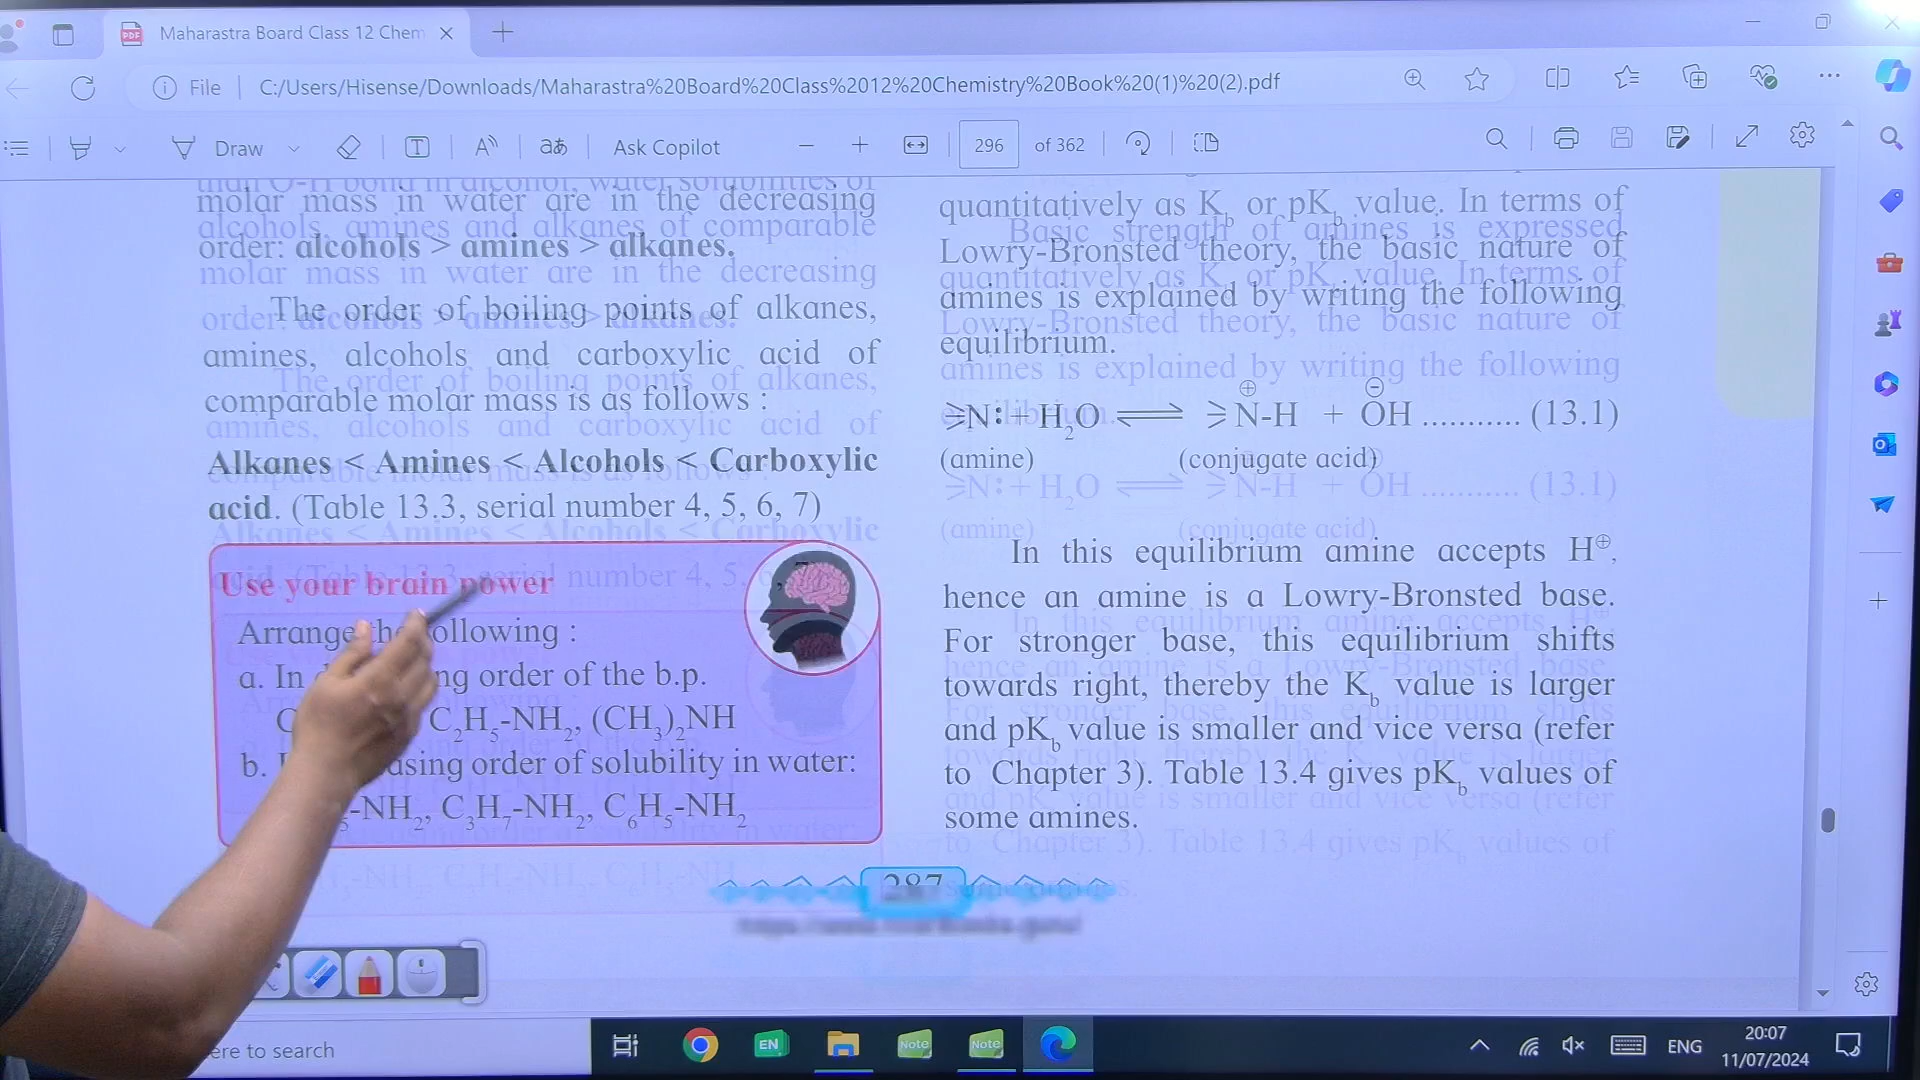 Maharastra Board Class 12 Chem
File
C:/Users/Hisense/Downloads/Maharastra%20Board%20Class%2012%20Chemistry%20Book%20(1)%20(2).pdf
Draw
aあ
Ask Copilot
296 of 362
molar mass in water are in the decreasing
order: alcohols > amines > alkanes.
The order of boiling points of alkanes,
amines, alcohols and carboxylic acid of
comparable molar mass is as follows :
Alkanes < Amines < Alcohols < Carboxylic
acid. (Table 13.3, serial number 4, 5, 6, 7)
Use your brain power
Arrange the following :
a. In order of the b.p.
C₂H₅-NH₂, (CH₃)₂NH
b. order of solubility in water:
-NH₂, C₃H₇-NH₂, C₆H₅-NH₂
quantitatively as K_b or pK_b value. In terms of
Lowry-Bronsted theory, the basic nature of
amines is explained by writing the following
equilibrium.
⩾N: + H₂O ⇌ ⩾N⊕-H + O⊖H ........... (13.1)
(amine) (conjugate acid)
In this equilibrium amine accepts H⊕,
hence an amine is a Lowry-Bronsted base.
For stronger base, this equilibrium shifts
towards right, thereby the K_b value is larger
and pK_b value is smaller and vice versa (refer
to Chapter 3). Table 13.4 gives pK_b values of
some amines.
287
ere to search
EN
Note
Note
ENG
20:07
11/07/2024